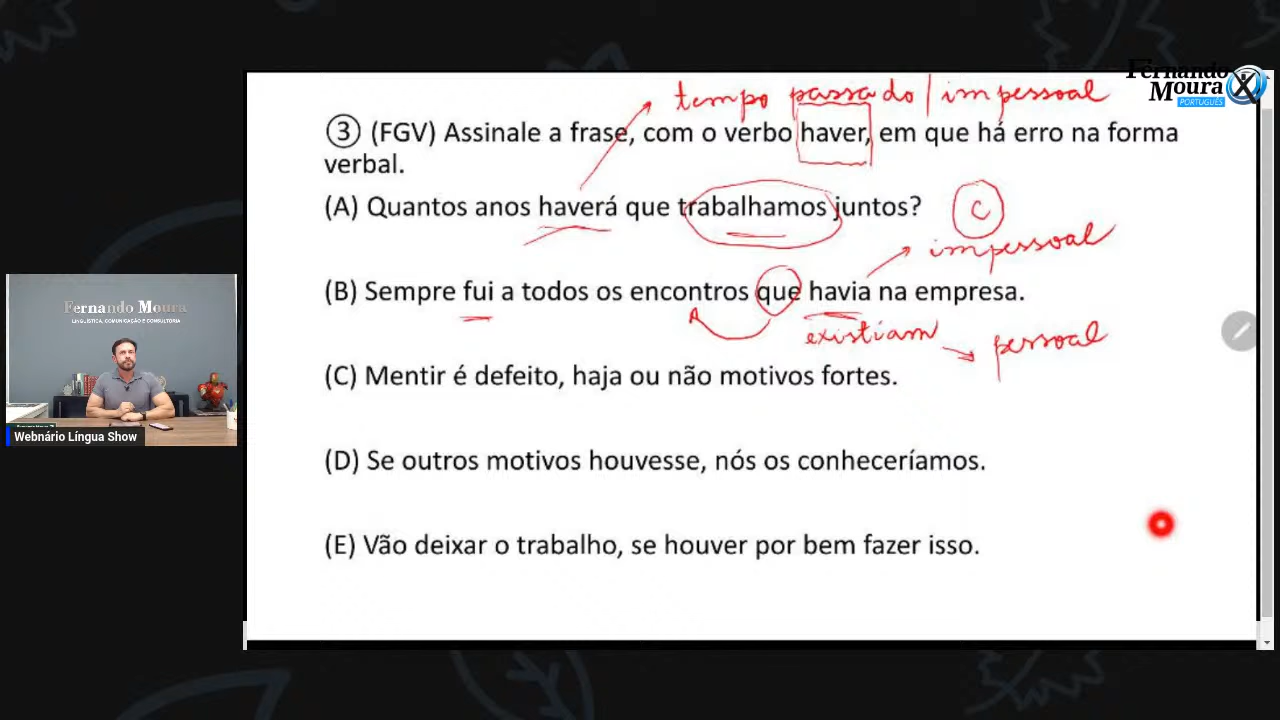 Fernando
Moura
PORTUGUÊS
tempo passado / impessoal
③ (FGV) Assinale a frase, com o verbo haver, em que há erro na forma
verbal.
(A) Quantos anos haverá que trabalhamos juntos? C
impessoal
(B) Sempre fui a todos os encontros que havia na empresa.
existiam pessoal
(C) Mentir é defeito, haja ou não motivos fortes.
(D) Se outros motivos houvesse, nós os conheceríamos.
(E) Vão deixar o trabalho, se houver por bem fazer isso.
Fernando Moura
LINGUÍSTICA, COMUNICAÇÃO E CONSULTORIA
Webnário Língua Show